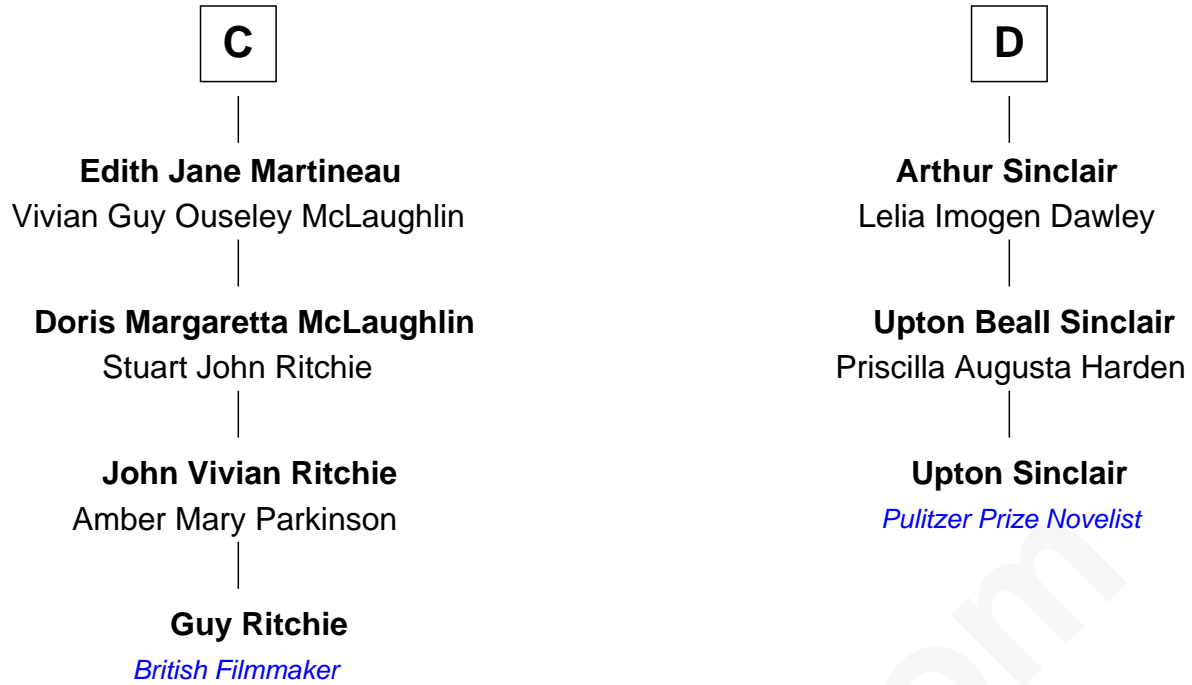 C
Edith Jane Martineau
Vivian Guy Ouseley McLaughlin
Doris Margaretta McLaughlin
Stuart John Ritchie
John Vivian Ritchie
Amber Mary Parkinson
Guy Ritchie
British Filmmaker
D
Arthur Sinclair
Lelia Imogen Dawley
Upton Beall Sinclair
Priscilla Augusta Harden
Upton Sinclair
Pulitzer Prize Novelist